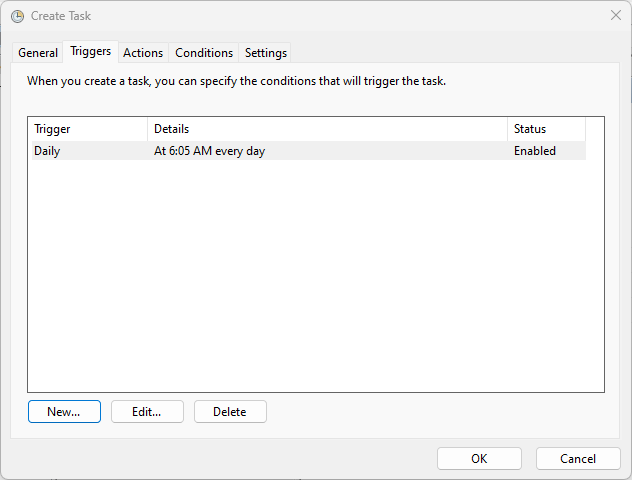 Create Task
General Triggers Actions Conditions Settings
When you create a task, you can specify the conditions that will trigger the task.
Trigger Details Status
Daily At 6:05 AM every day Enabled
New... Edit... Delete
OK Cancel